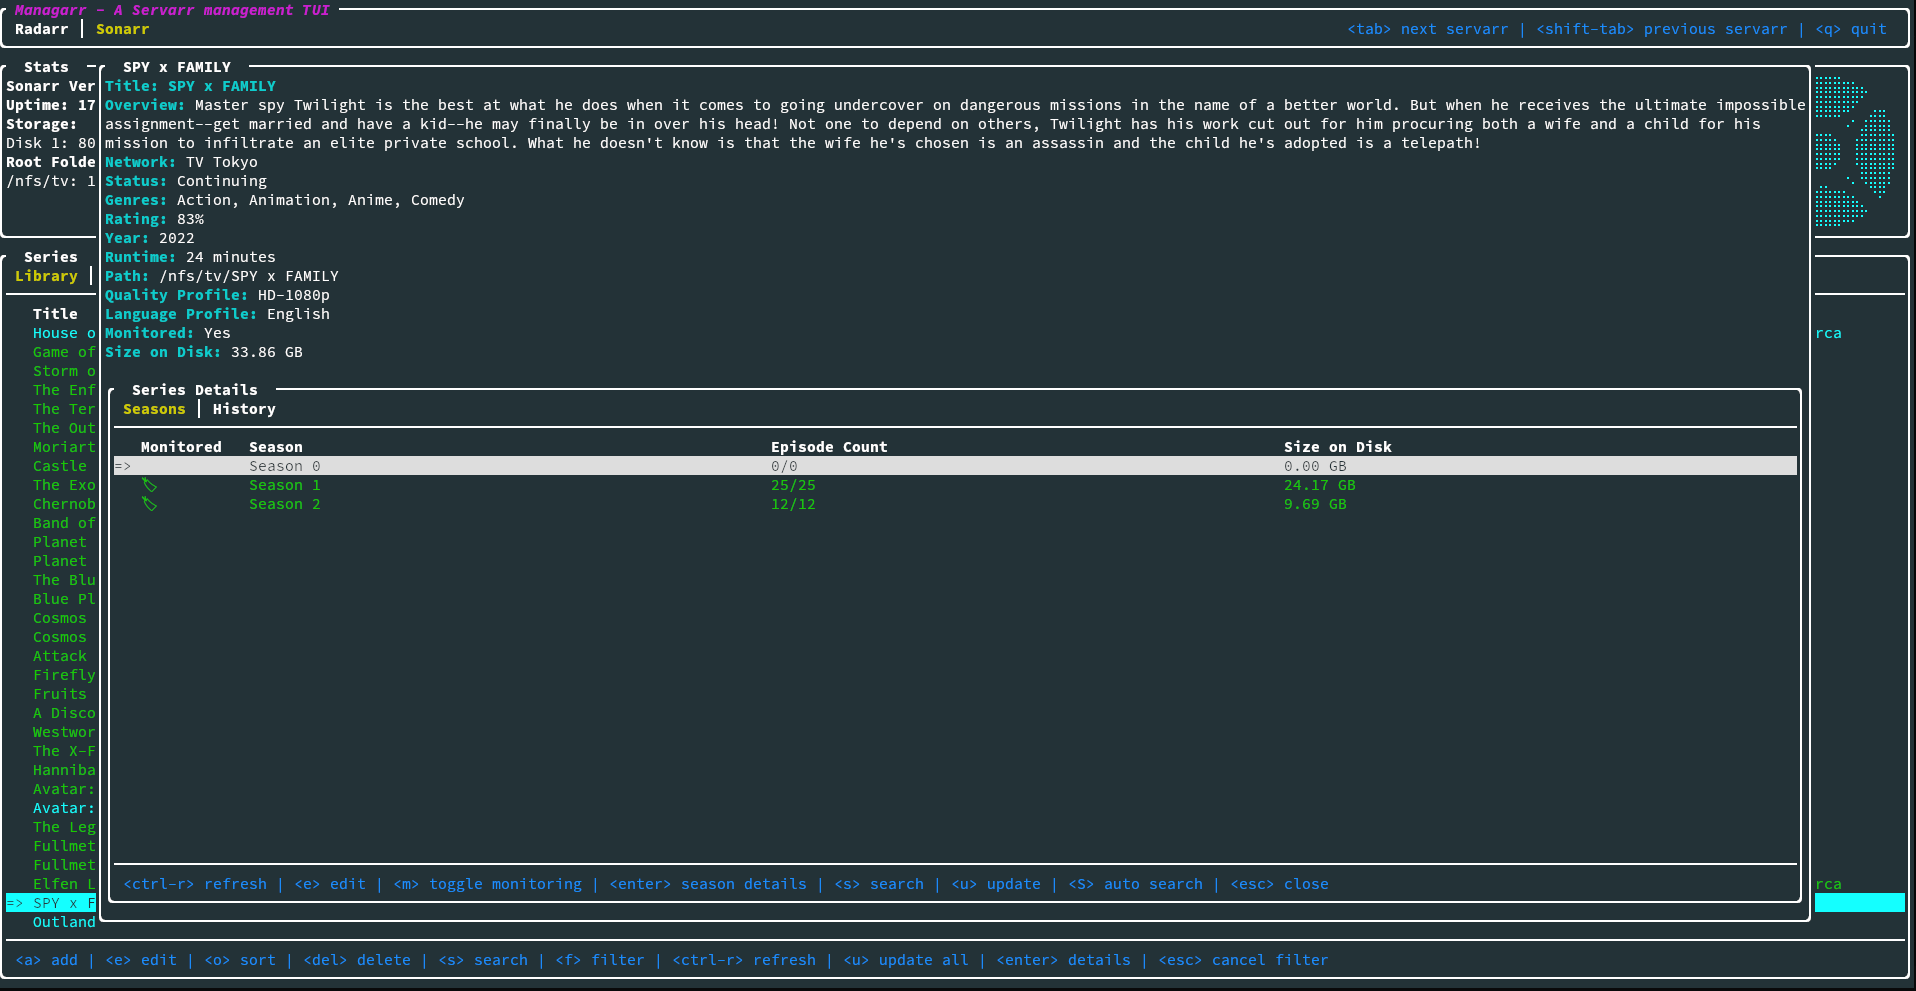 Managarr - A Servarr management TUI
Radarr | Sonarr
<tab> next servarr | <shift-tab> previous servarr | <q> quit
Stats
Sonarr Ver
Uptime: 17
Storage:
Disk 1: 80
Root Folde
/nfs/tv: 1
SPY x FAMILY
Title: SPY x FAMILY
Overview: Master spy Twilight is the best at what he does when it comes to going undercover on dangerous missions in the name of a better world. But when he receives the ultimate impossible
assignment--get married and have a kid--he may finally be in over his head! Not one to depend on others, Twilight has his work cut out for him procuring both a wife and a child for his
mission to infiltrate an elite private school. What he doesn't know is that the wife he's chosen is an assassin and the child he's adopted is a telepath!
Network: TV Tokyo
Status: Continuing
Genres: Action, Animation, Anime, Comedy
Rating: 83%
Year: 2022
Runtime: 24 minutes
Path: /nfs/tv/SPY x FAMILY
Quality Profile: HD-1080p
Language Profile: English
Monitored: Yes
Size on Disk: 33.86 GB
Series Details
Seasons | History
Monitored Season Episode Count Size on Disk
=> Season 0 0/0 0.00 GB
Season 1 25/25 24.17 GB
Season 2 12/12 9.69 GB
<ctrl-r> refresh | <e> edit | <m> toggle monitoring | <enter> season details | <s> search | <u> update | <S> auto search | <esc> close
Series
Library |
Title
House o
Game of
Storm o
The Enf
The Ter
The Out
Moriart
Castle
The Exo
Chernob
Band of
Planet
Planet
The Blu
Blue Pl
Cosmos
Cosmos
Attack
Firefly
Fruits
A Disco
Westwor
The X-F
Hanniba
Avatar:
Avatar:
The Leg
Fullmet
Fullmet
Elfen L
=> SPY x F
Outland
rca
rca
<a> add | <e> edit | <o> sort | <del> delete | <s> search | <f> filter | <ctrl-r> refresh | <u> update all | <enter> details | <esc> cancel filter